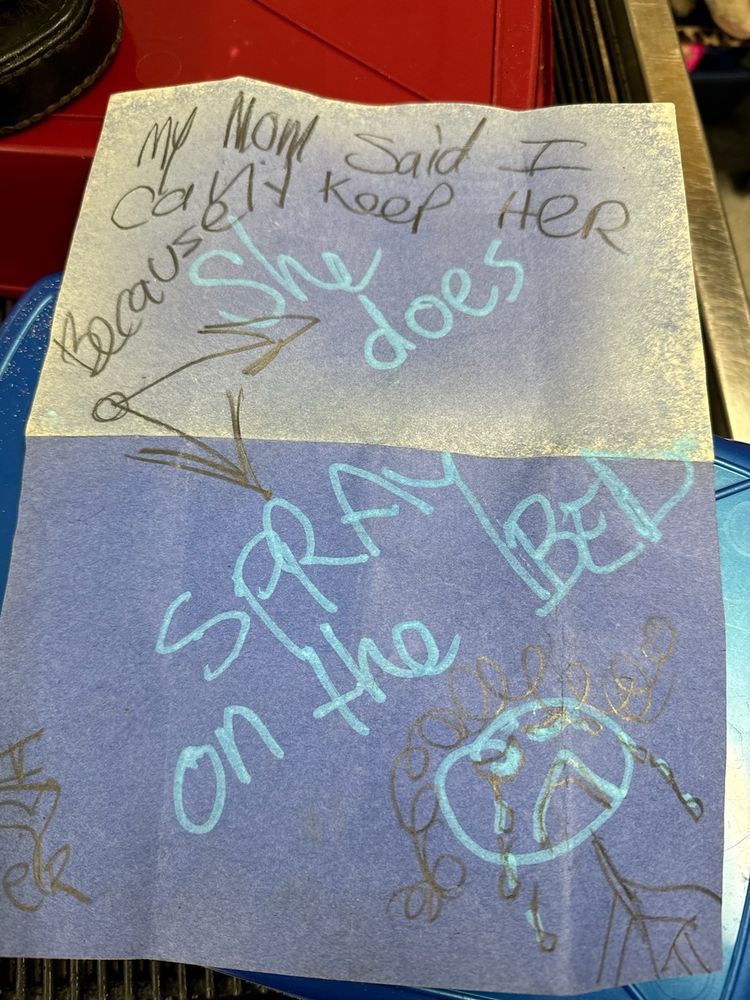 My Mom Said I
can't Keep HER
Because
She
does
SPRAY
on the BED